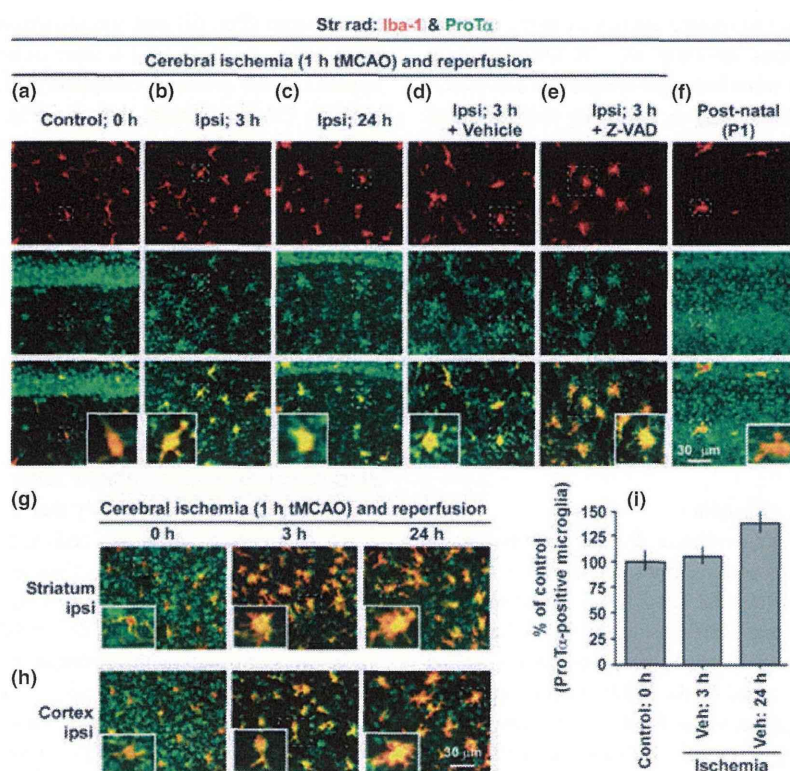 Str rad: Iba-1 & ProTα
Cerebral ischemia (1 h tMCAO) and reperfusion
(a) (b) (c) (d) (e) (f)
Control; 0 h Ipsi; 3 h Ipsi; 24 h Ipsi; 3 h + Vehicle Ipsi; 3 h + Z-VAD Post-natal (P1)
30 μm
(g)
Cerebral ischemia (1 h tMCAO) and reperfusion
0 h 3 h 24 h
Striatum
ipsi
(h)
Cortex
ipsi
30 μm
(i)
% of control
(ProTα-positive microglia)
150
125
100
75
50
25
0
Control: 0 h
Veh: 3 h
Veh: 24 h
Ischemia